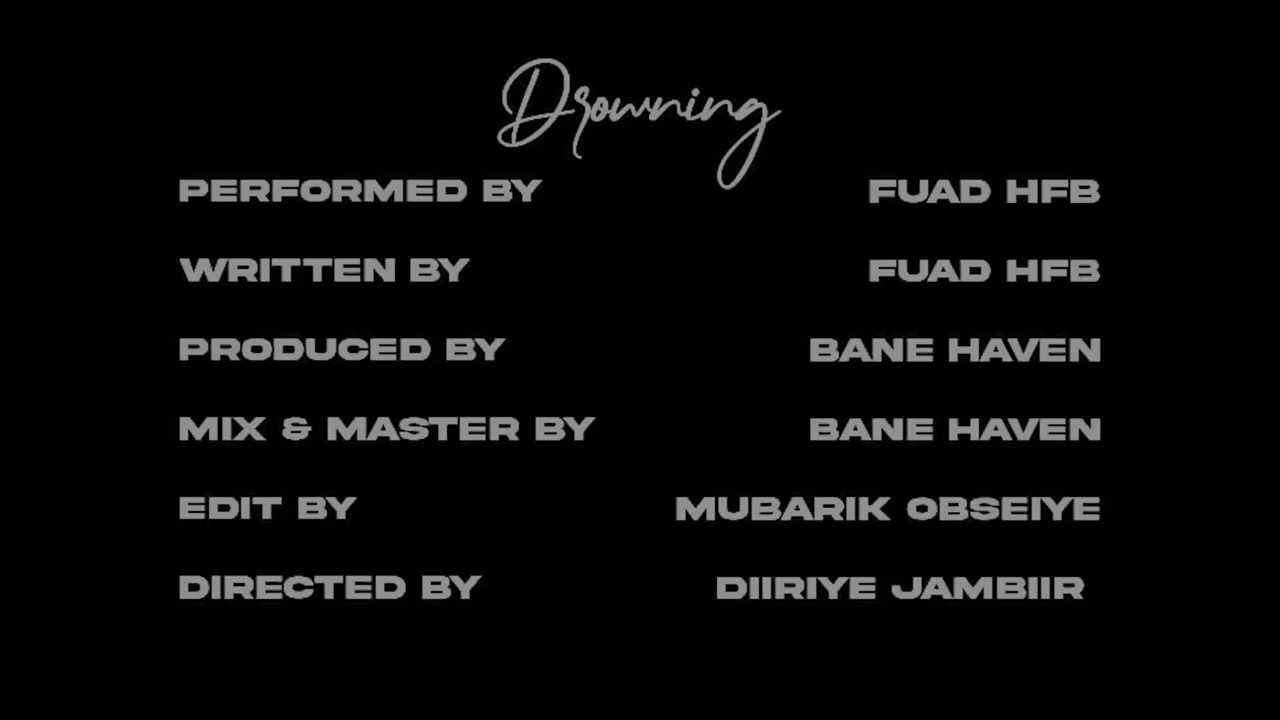 Drowning
PERFORMED BY FUAD HFB
WRITTEN BY FUAD HFB
PRODUCED BY BANE HAVEN
MIX & MASTER BY BANE HAVEN
EDIT BY MUBARIK OBSEIYE
DIRECTED BY DIIRIYE JAMBIIR